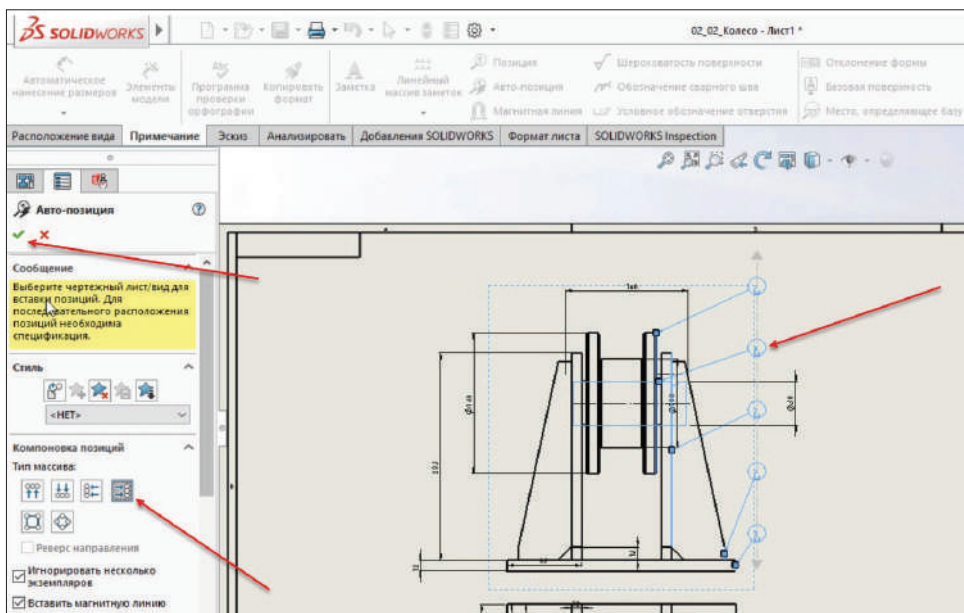 SOLIDWORKS
02_02_Колесо - Лист1 *
Автоматическое
нанесение размеров
Элементы
модели
Программа
проверки
орфографии
Копировать
формат
Заметка
Линейный
массив заметок
Позиция
Авто-позиция
Магнитная линия
Шероховатость поверхности
Обозначение сварного шва
Условное обозначение отверстия
Отклонение формы
Базовая поверхность
Место, определяющее базу
Расположение вида
Примечание
Эскиз
Анализировать
Добавления SOLIDWORKS
Формат листа
SOLIDWORKS Inspection
Авто-позиция
Сообщение
Выберите чертежный лист/вид для
вставки позиций. Для
последовательного расположения
позиций необходима
спецификация.
Стиль
<НЕТ>
Компоновка позиций
Тип массива:
Реверс направления
Игнорировать несколько
экземпляров
Вставить магнитную линию